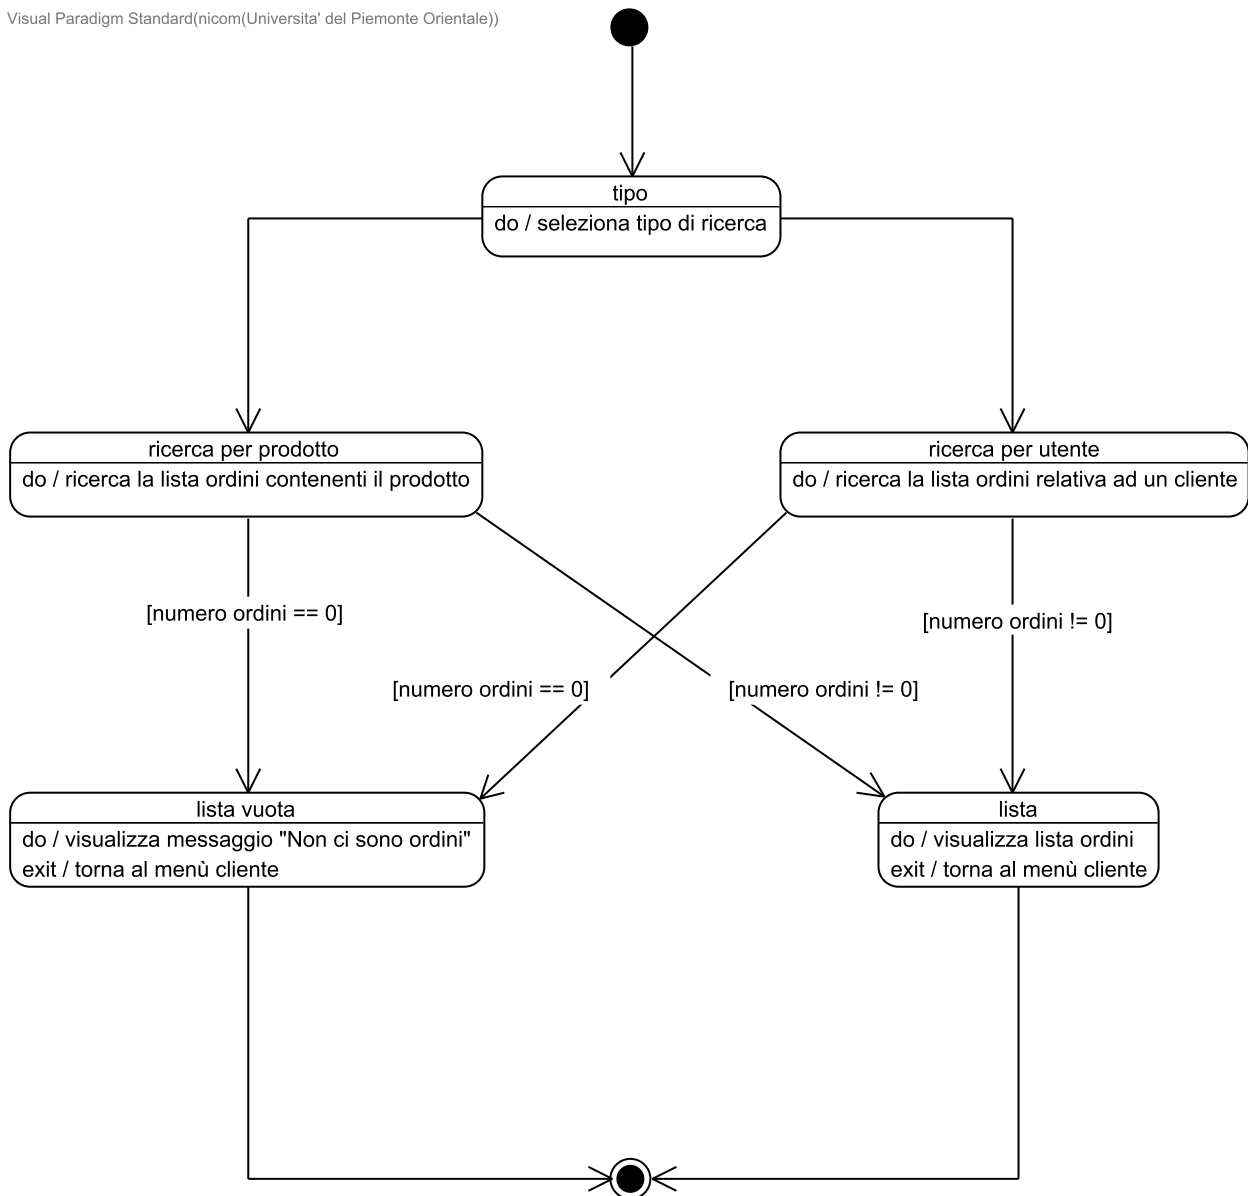 Visual Paradigm Standard(nicom(Universita' del Piemonte Orientale))
tipo
do / seleziona tipo di ricerca
ricerca per prodotto
do / ricerca la lista ordini contenenti il prodotto
ricerca per utente
do / ricerca la lista ordini relativa ad un cliente
[numero ordini == 0]
[numero ordini != 0]
[numero ordini == 0]
[numero ordini != 0]
lista vuota
do / visualizza messaggio "Non ci sono ordini"
exit / torna al menù cliente
lista
do / visualizza lista ordini
exit / torna al menù cliente